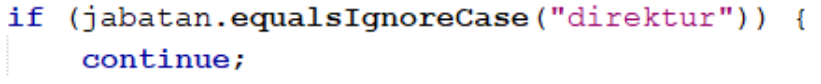 if (jabatan.equalsIgnoreCase("direktur")) {
    continue;